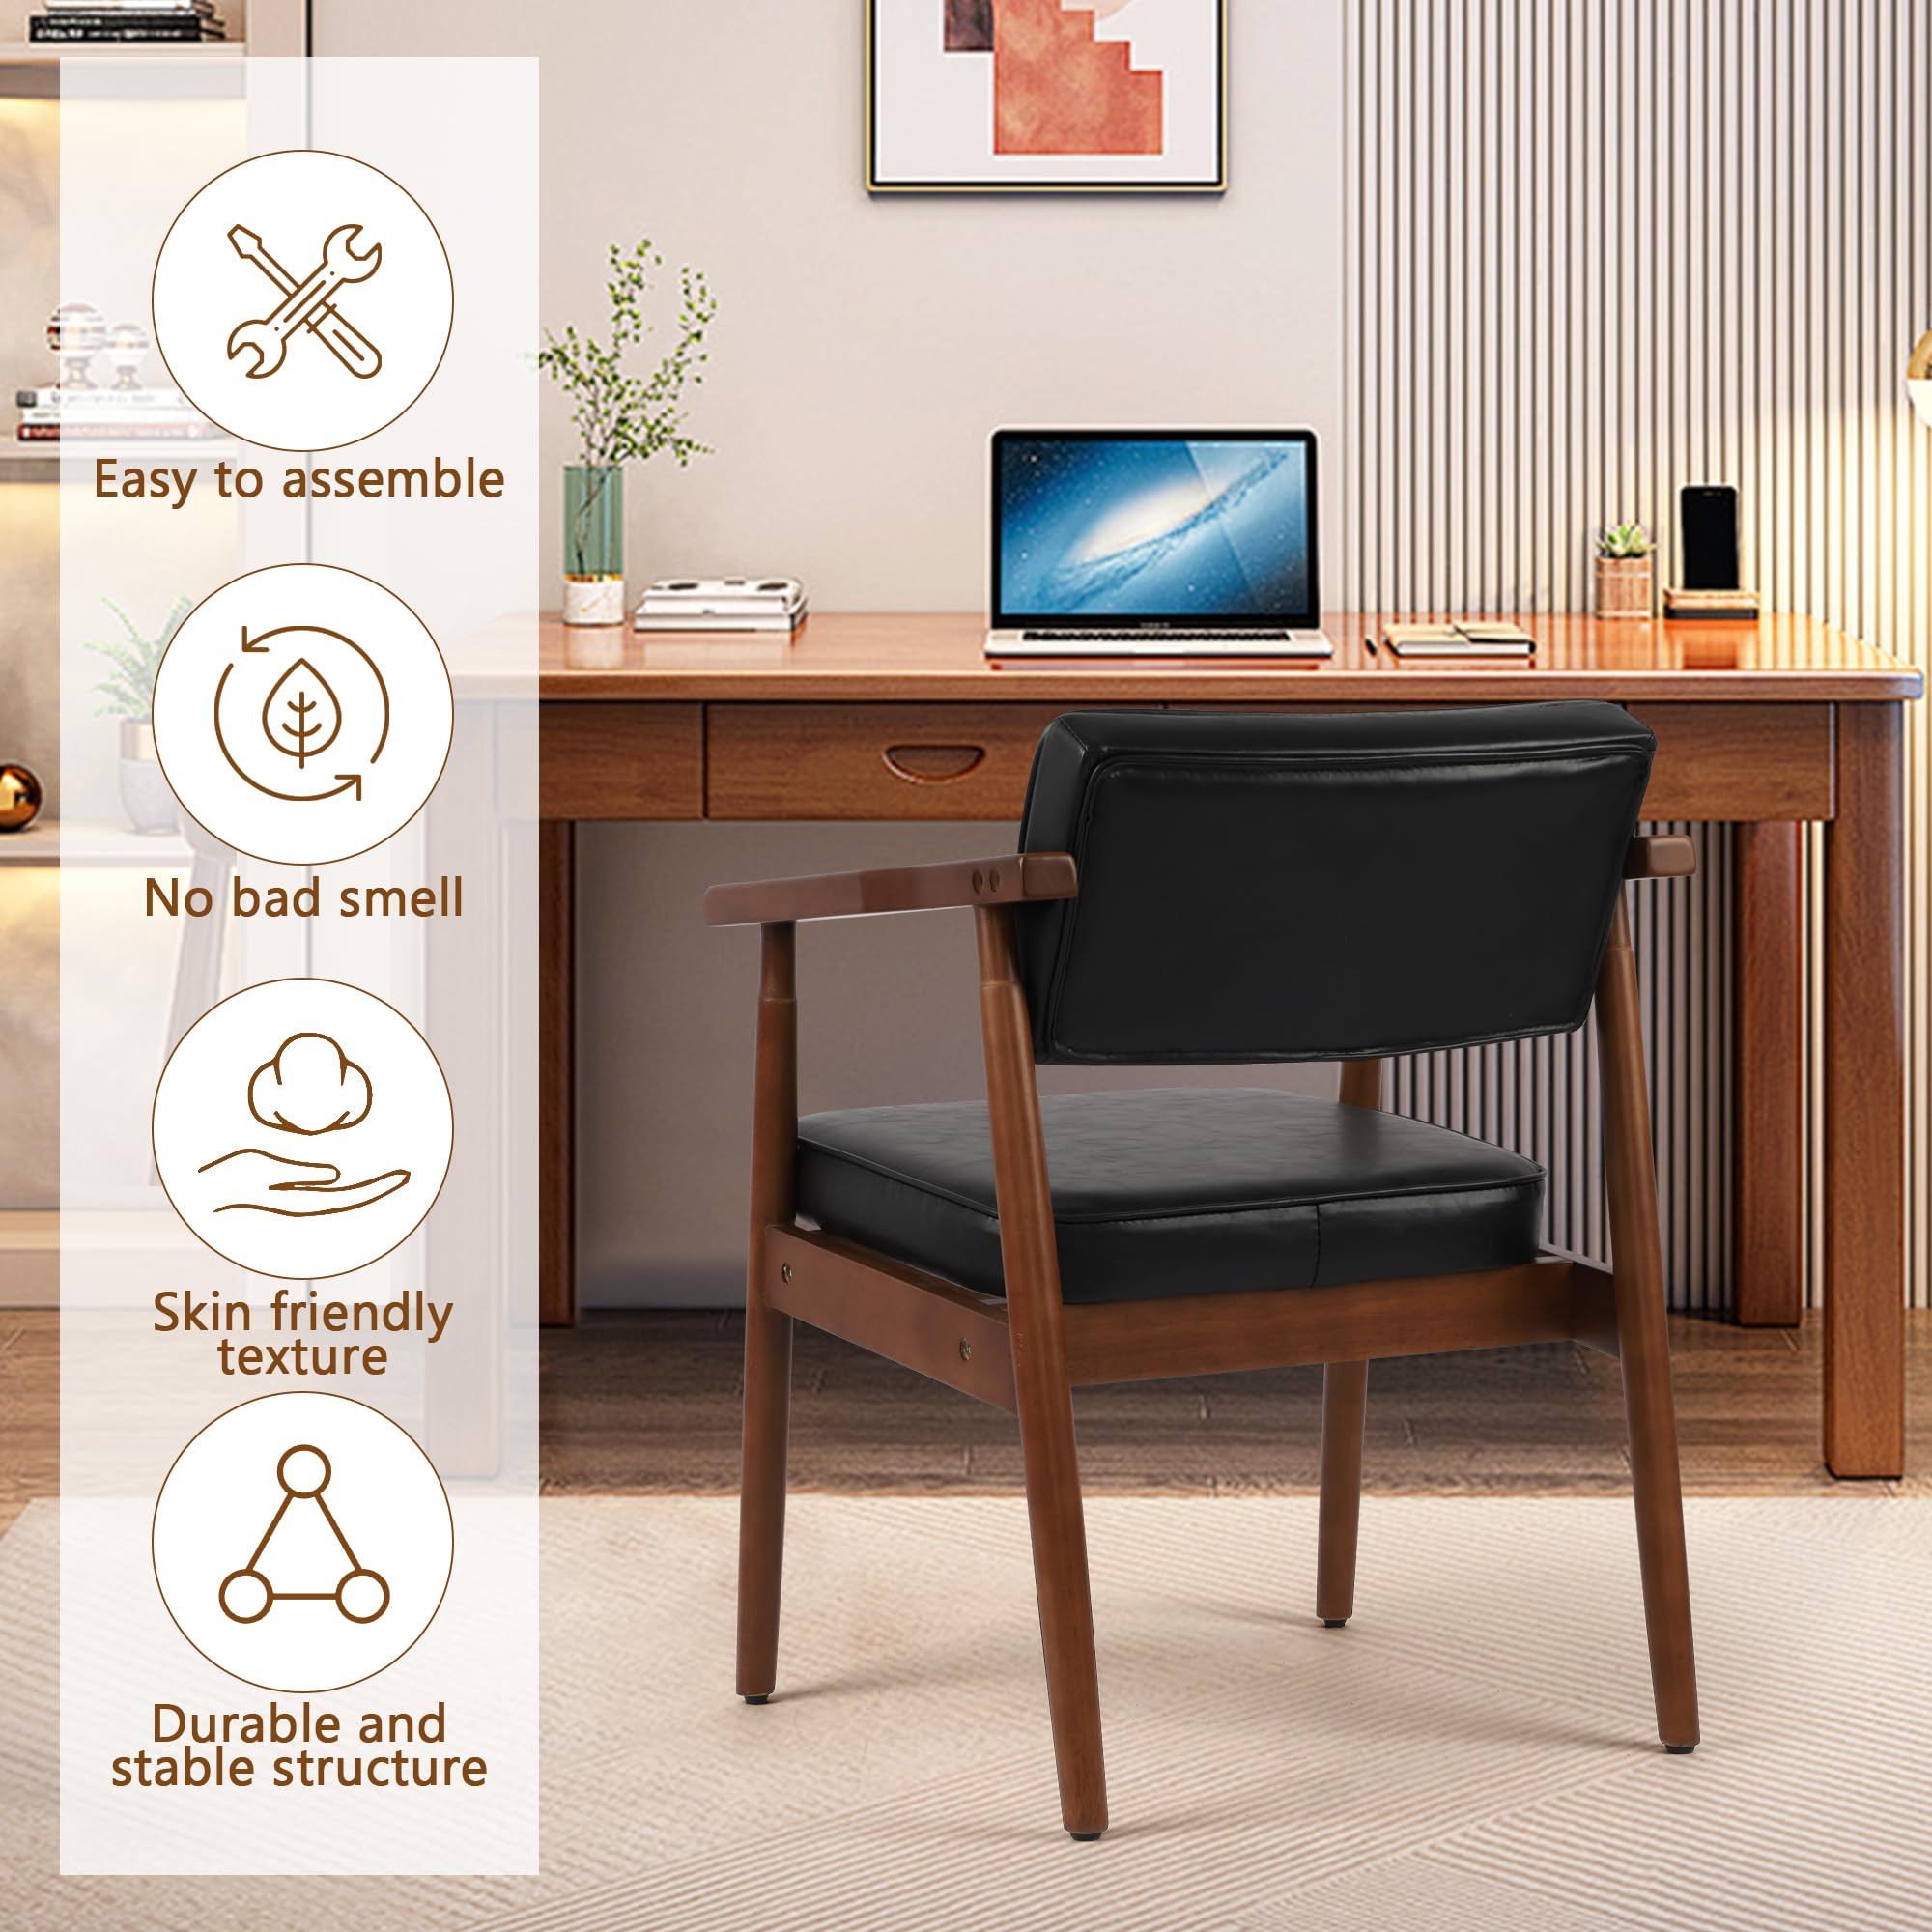 Easy to assemble
No bad smell
Skin friendly
texture
Durable and
stable structure